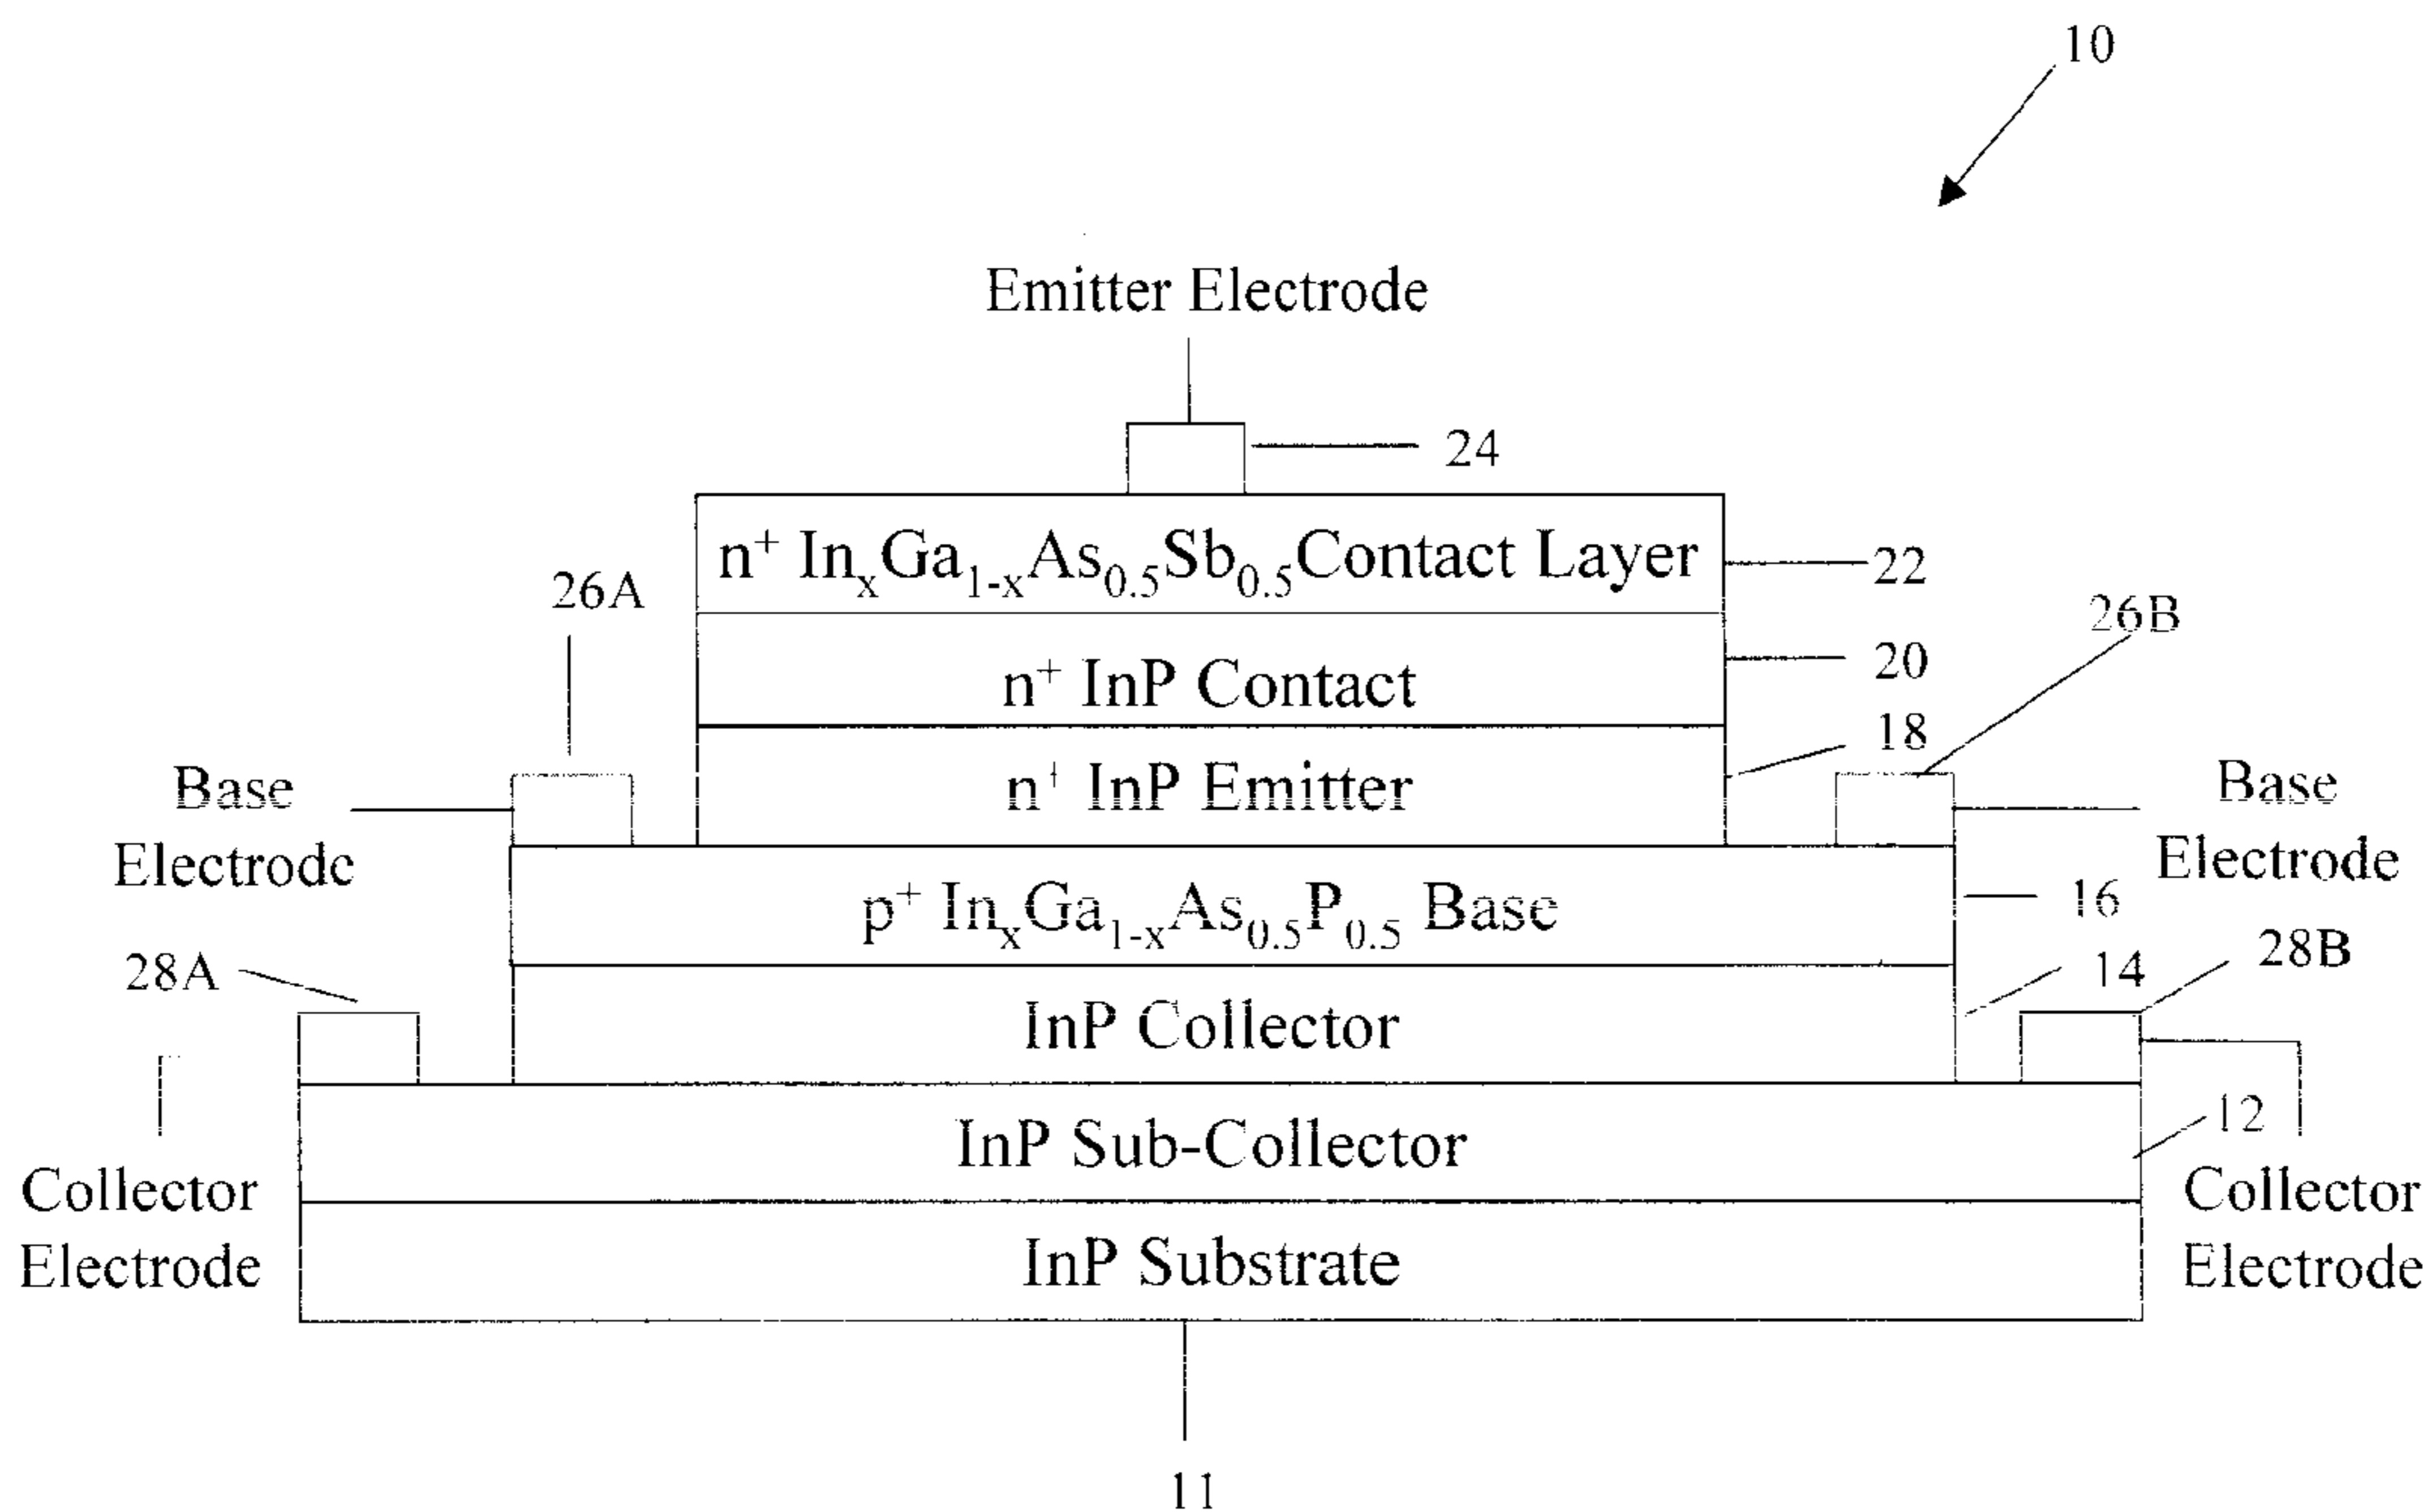 10
Emitter Electrode
24
n⁺ InₓGa₁₋ₓAs₀.₅Sb₀.₅Contact Layer
22
26A
26B
n⁺ InP Contact
20
18
n⁺ InP Emitter
Base
Electrode
Base
Electrode
p⁺ InₓGa₁₋ₓAs₀.₅P₀.₅ Base
16
28A
14
28B
InP Collector
12
InP Sub-Collector
Collector
Electrode
Collector
Electrode
InP Substrate
11